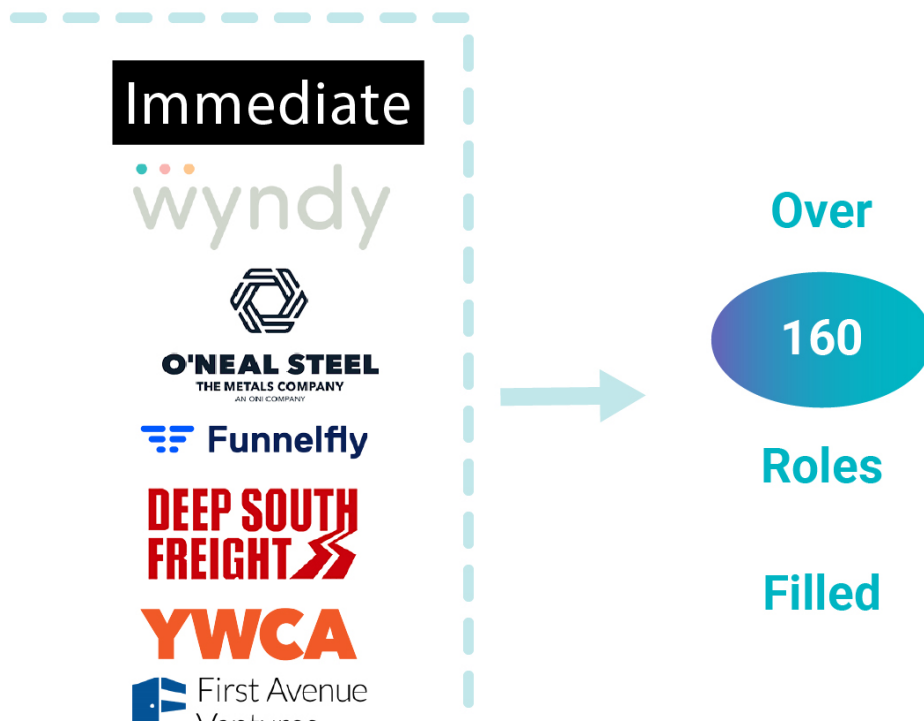 Immediate
wyndy
O'NEAL STEEL
THE METALS COMPANY
AN ONI COMPANY
Funnelfly
DEEP SOUTH
FREIGHT
YWCA
First Avenue
Ventures
Over
160
Roles
Filled